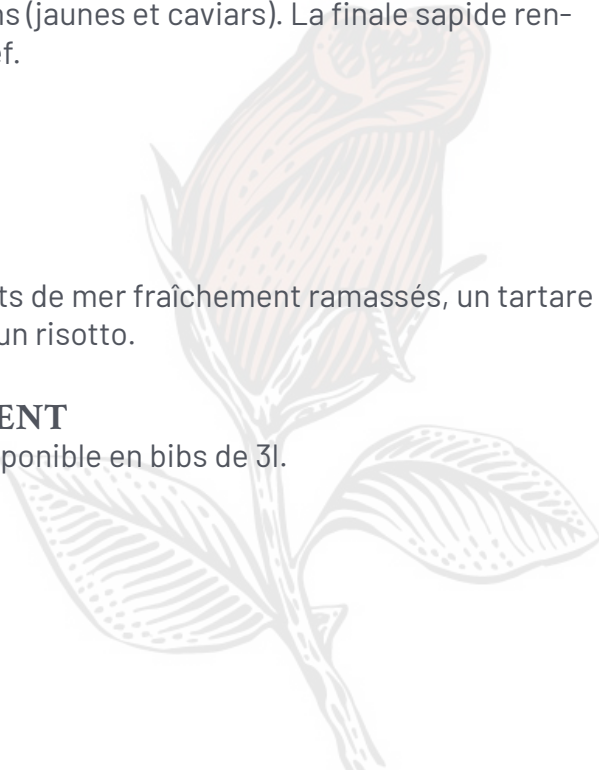 ns (jaunes et caviars). La finale sapide ren-
ef.
ts de mer fraîchement ramassés, un tartare
un risotto.
ENT
ponible en bibs de 3l.